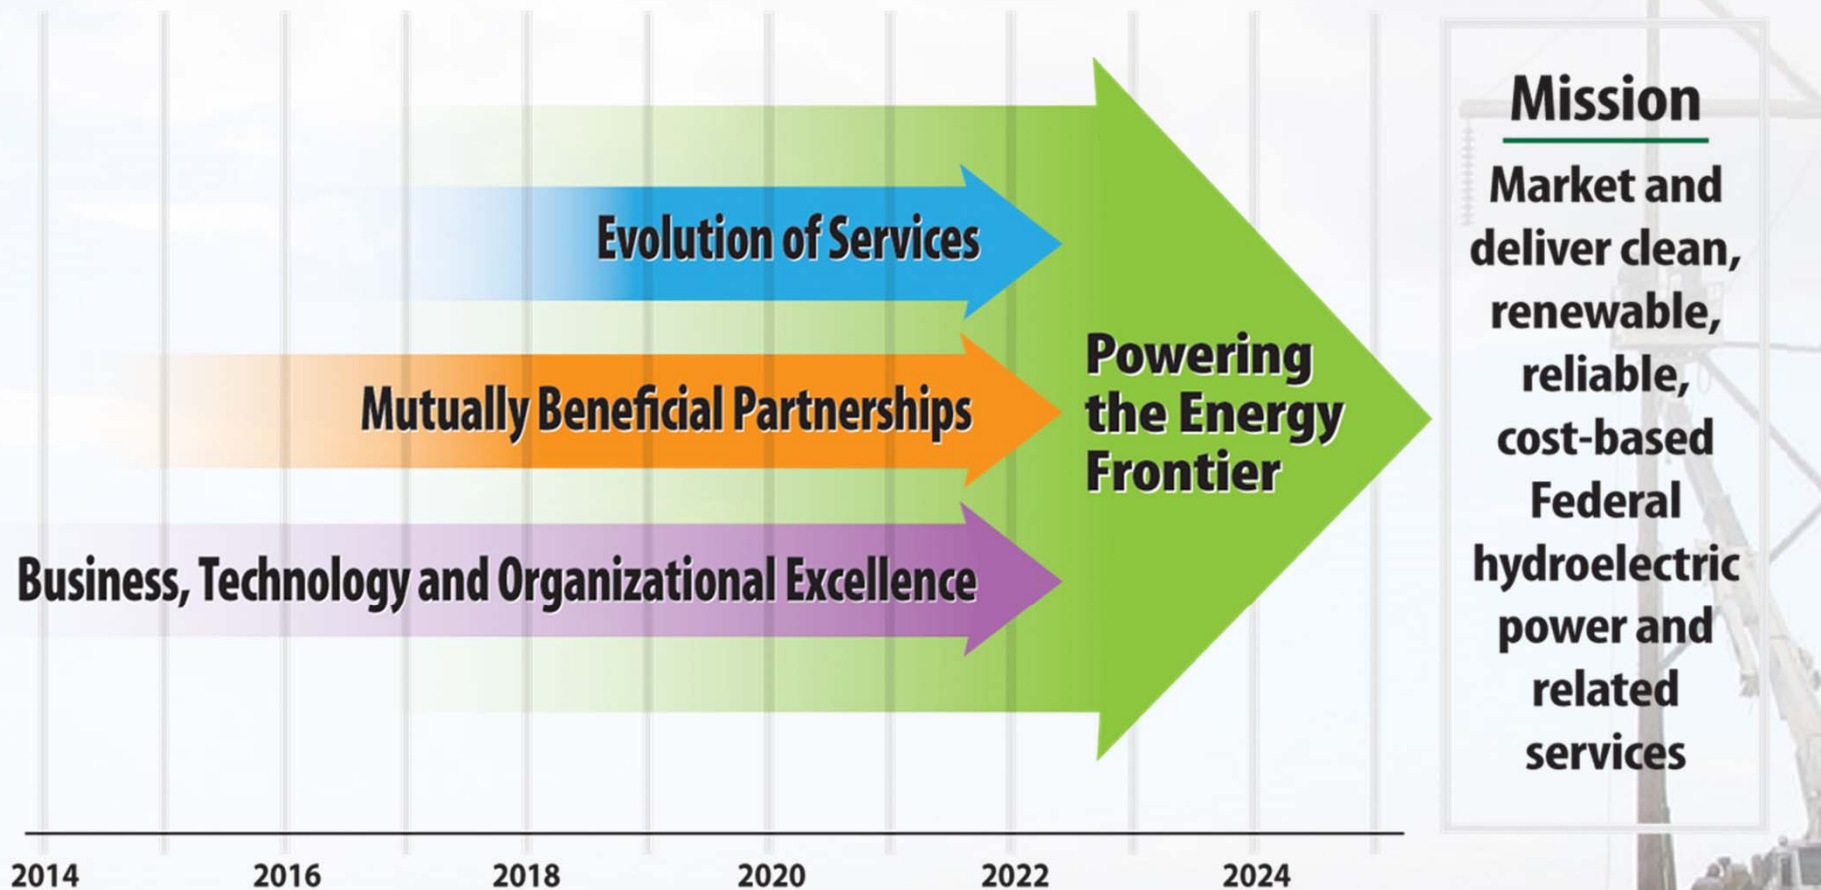 Evolution of Services
Mutually Beneficial Partnerships
Business, Technology and Organizational Excellence
Powering
the Energy
Frontier
Mission
Market and
deliver clean,
renewable,
reliable,
cost-based
Federal
hydroelectric
power and
related
services
2014 2016 2018 2020 2022 2024